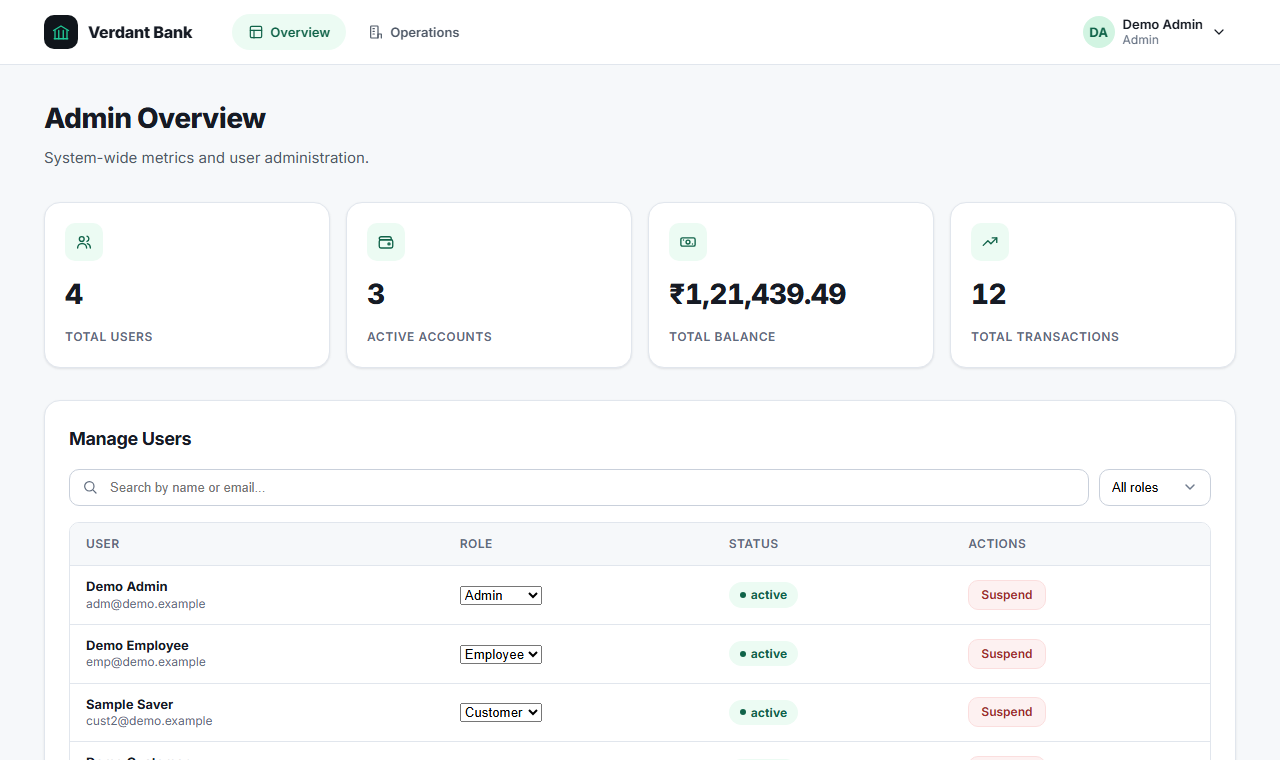 Verdant Bank
Overview
Operations
DA
Demo Admin
Admin
Admin Overview
System-wide metrics and user administration.
4
TOTAL USERS
3
ACTIVE ACCOUNTS
₹1,21,439.49
TOTAL BALANCE
12
TOTAL TRANSACTIONS
Manage Users
Search by name or email...
All roles
USER ROLE STATUS ACTIONS
Demo Admin
adm@demo.example
Admin
active
Suspend
Demo Employee
emp@demo.example
Employee
active
Suspend
Sample Saver
cust2@demo.example
Customer
active
Suspend